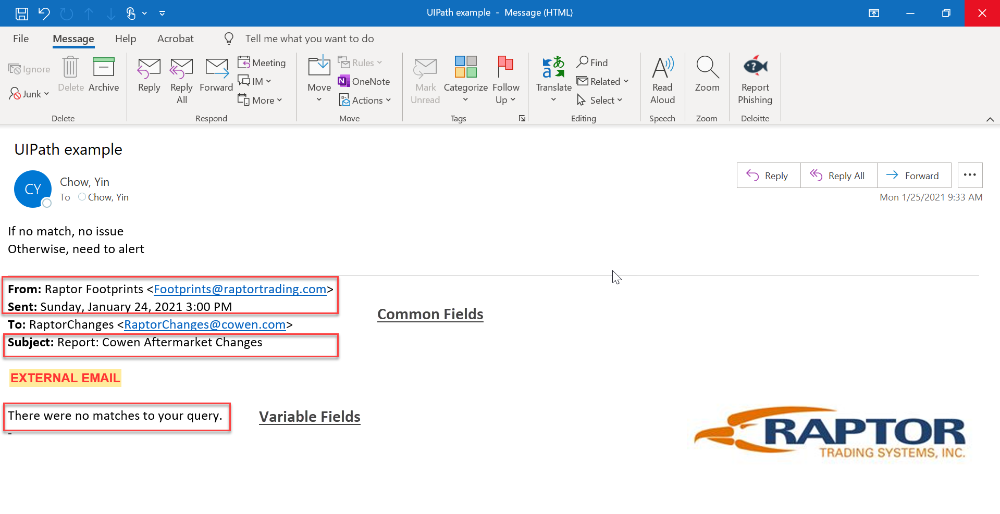 UIPath example - Message (HTML)
File Message Help Acrobat Tell me what you want to do
Ignore
Junk
Delete
Archive
Delete
Reply
Reply All
Forward
Meeting
IM
More
Respond
Move
Rules
OneNote
Actions
Move
Mark Unread
Categorize
Follow Up
Tags
Translate
Find
Related
Select
Editing
Read Aloud
Speech
Zoom
Zoom
Report Phishing
Deloitte
UIPath example
CY
Chow, Yin
To Chow, Yin
Reply Reply All Forward
Mon 1/25/2021 9:33 AM
If no match, no issue
Otherwise, need to alert
From: Raptor Footprints <Footprints@raptortrading.com>
Sent: Sunday, January 24, 2021 3:00 PM
To: RaptorChanges <RaptorChanges@cowen.com>
Subject: Report: Cowen Aftermarket Changes
Common Fields
EXTERNAL EMAIL
There were no matches to your query.
-
Variable Fields
RAPTOR
TRADING SYSTEMS, INC.